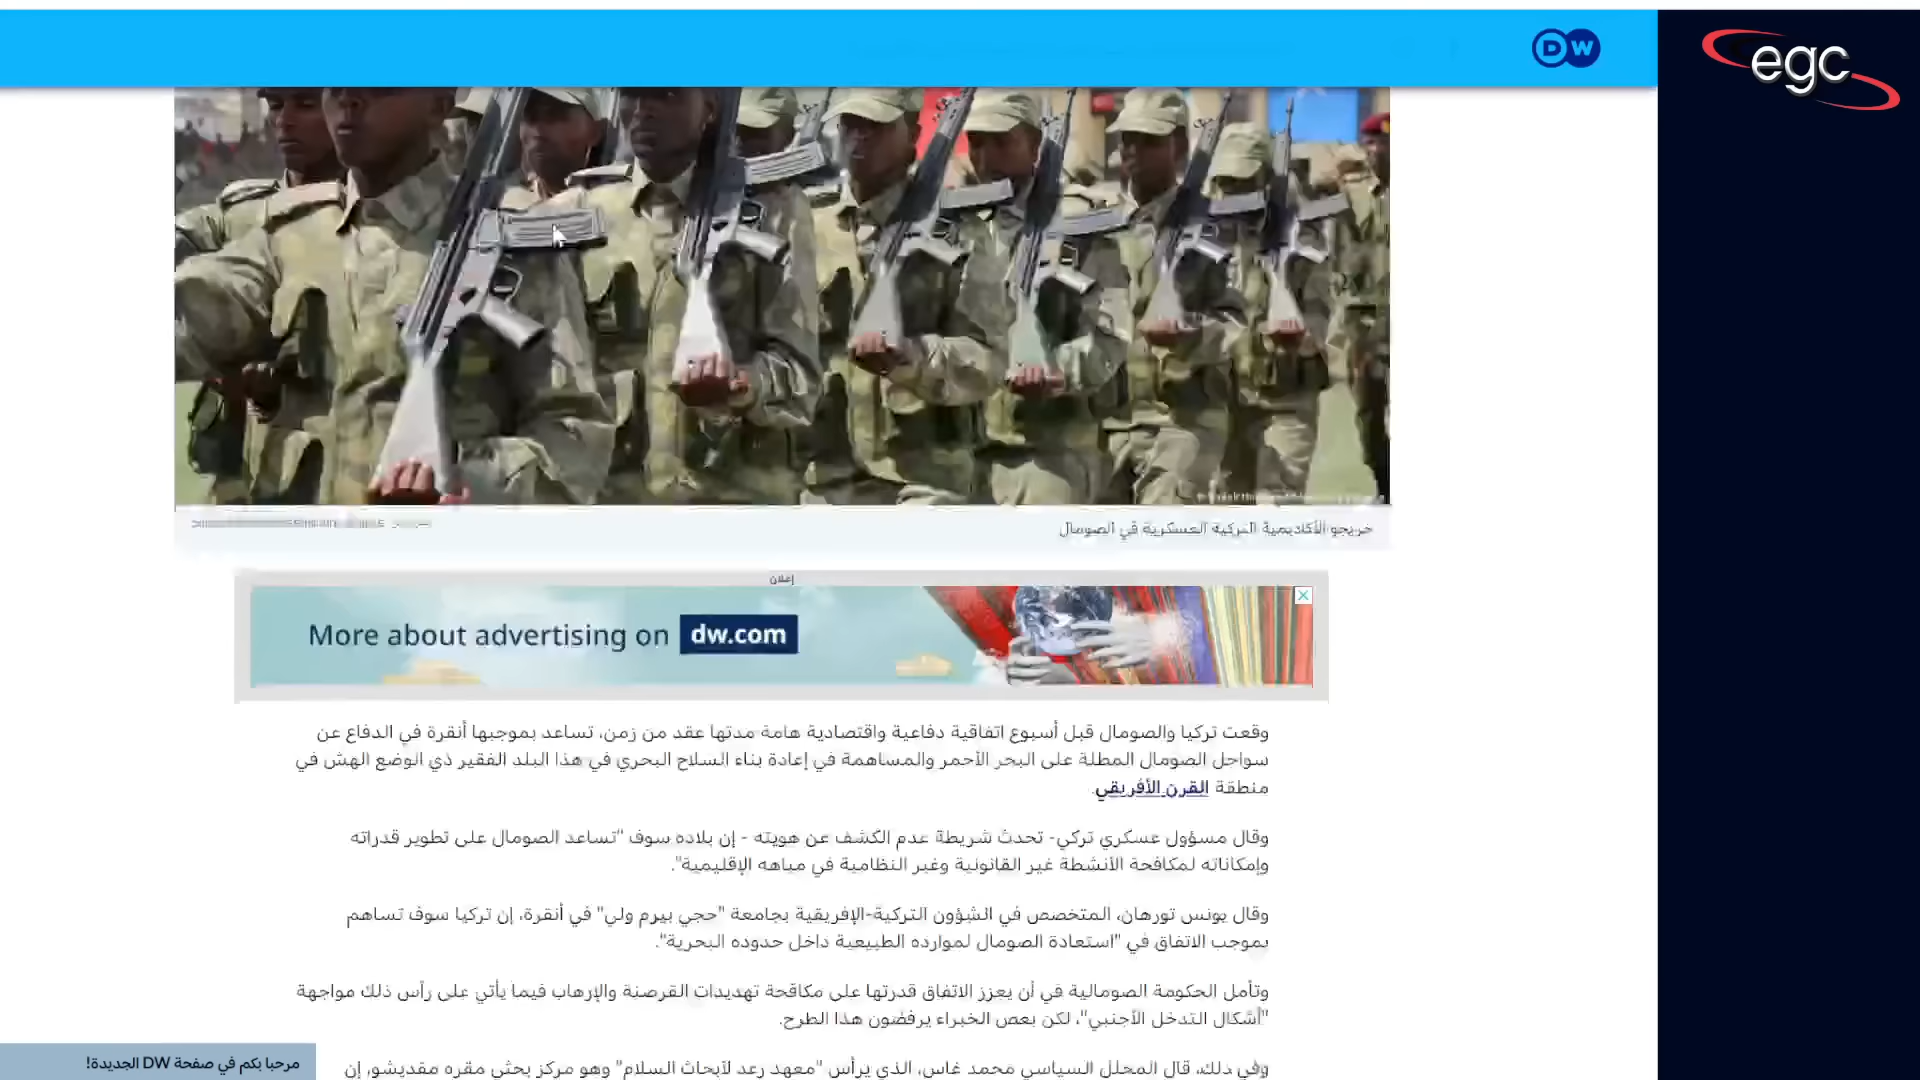 DW
egc
خريجو الأكاديمية التركية العسكرية في الصومال
إعلان
More about advertising on dw.com
وقعت تركيا والصومال قبل أسبوع اتفاقية دفاعية واقتصادية هامة مدتها عقد من زمن، تساعد بموجبها أنقرة في الدفاع عن
سواحل الصومال المطلة على البحر الأحمر والمساهمة في إعادة بناء السلاح البحري في هذا البلد الفقير ذي الوضع الهش في
منطقة القرن الأفريقي.
وقال مسؤول عسكري تركي- تحدث شريطة عدم الكشف عن هويته - إن بلاده سوف "تساعد الصومال على تطوير قدراته
وإمكاناته لمكافحة الأنشطة غير القانونية وغير النظامية في مياهه الإقليمية".
وقال يونس تورهان، المتخصص في الشؤون التركية-الإفريقية بجامعة "حجي بيرم ولي" في أنقرة، إن تركيا سوف تساهم
بموجب الاتفاق في "استعادة الصومال لموارده الطبيعية داخل حدوده البحرية".
وتأمل الحكومة الصومالية في أن يعزز الاتفاق قدرتها على مكافحة تهديدات القرصنة والإرهاب فيما يأتي على رأس ذلك مواجهة
"أشكال التدخل الأجنبي"، لكن بعض الخبراء يرفضون هذا الطرح.
وفي ذلك، قال المحلل السياسي محمد غاس، الذي يرأس "معهد رعد لأبحاث السلام" وهو مركز بحثي مقره مقديشو، إن
مرحبا بكم في صفحة DW الجديدة!